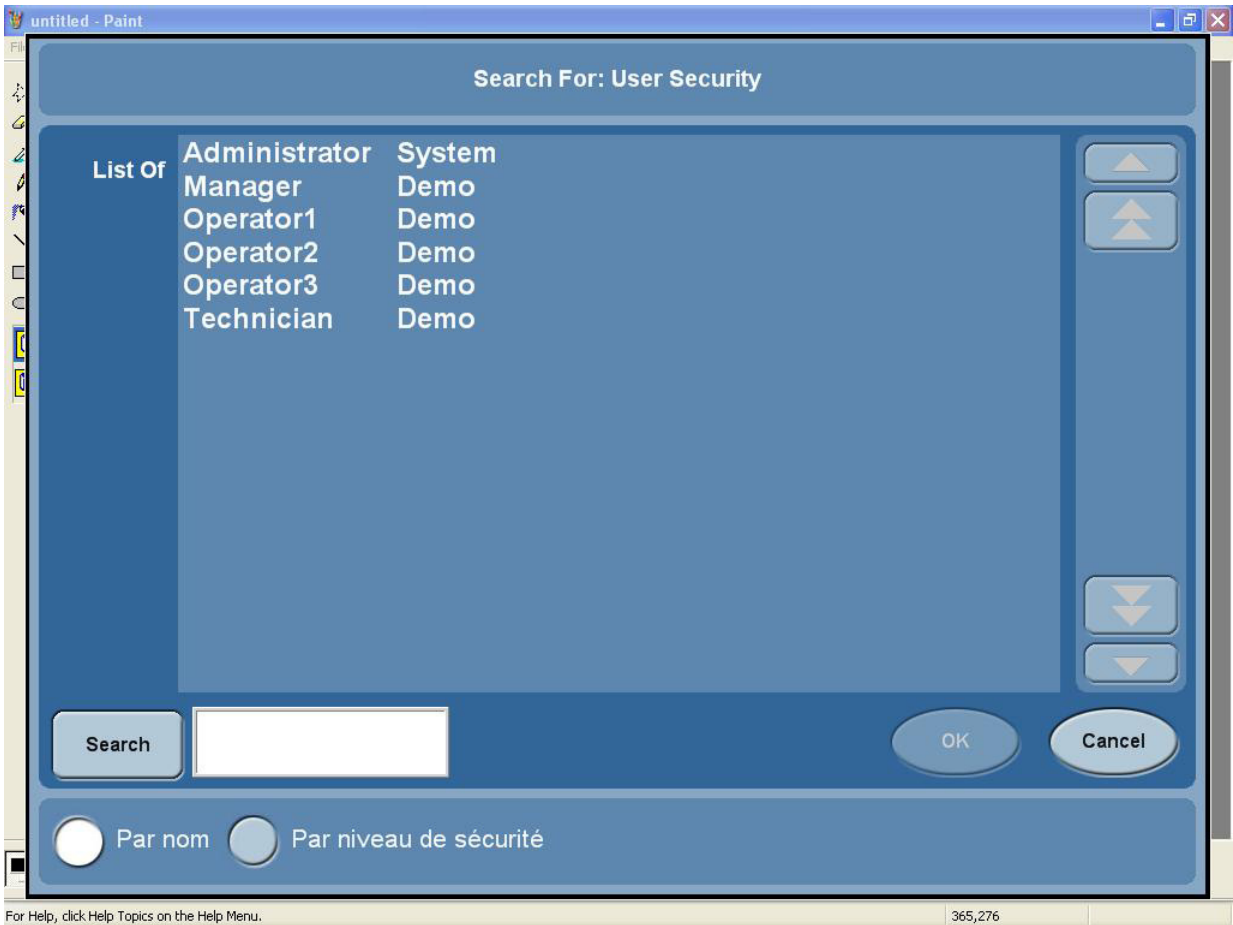 untitled - Paint
Fil
Search For: User Security
List Of
Administrator System
Manager Demo
Operator1 Demo
Operator2 Demo
Operator3 Demo
Technician Demo
Search
OK Cancel
Par nom Par niveau de sécurité
For Help, click Help Topics on the Help Menu. 365,276